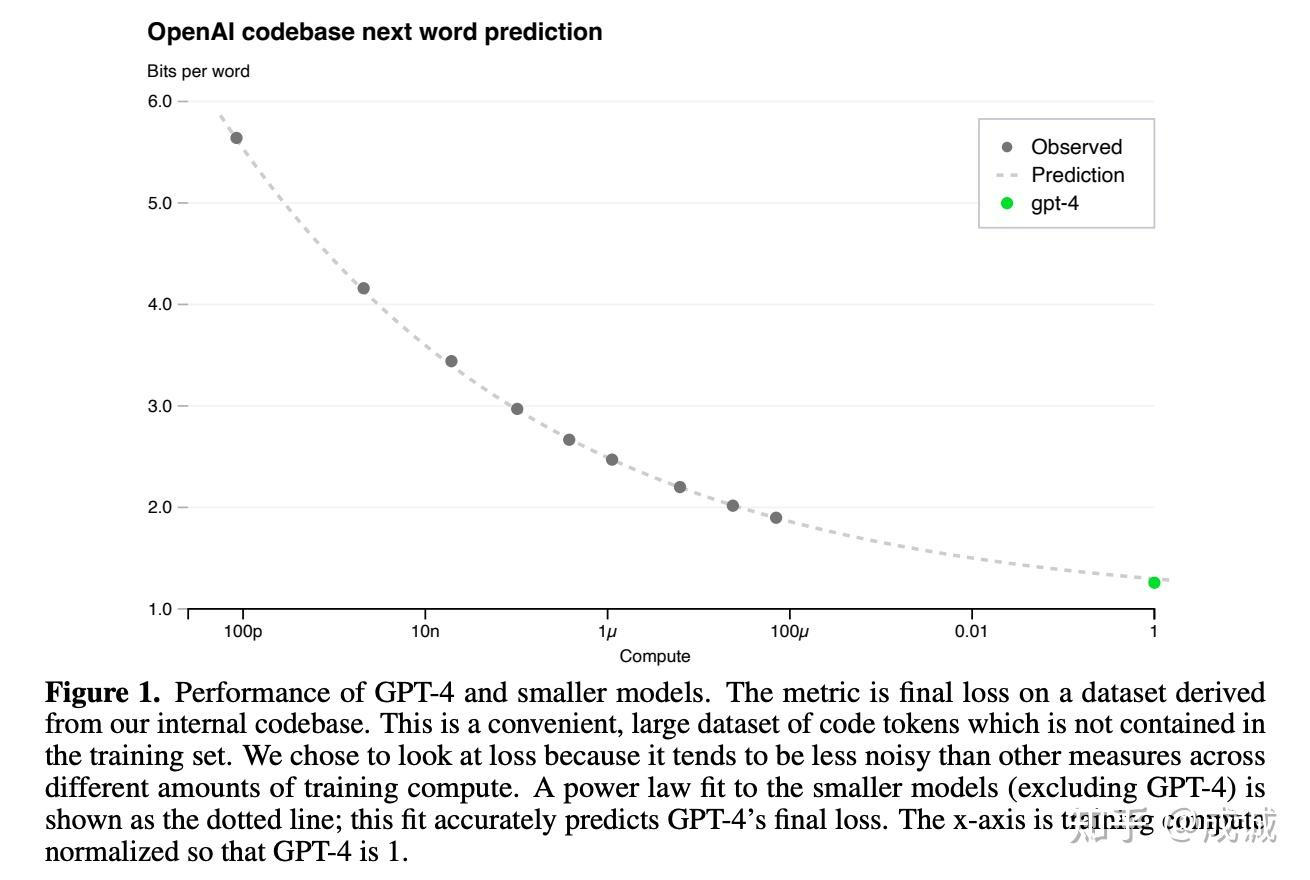 OpenAI codebase next word prediction
Bits per word
6.0
5.0
4.0
3.0
2.0
1.0
Observed
Prediction
gpt-4
100p
10n
1µ
100µ
0.01
1
Compute
Figure 1. Performance of GPT-4 and smaller models. The metric is final loss on a dataset derived
from our internal codebase. This is a convenient, large dataset of code tokens which is not contained in
the training set. We chose to look at loss because it tends to be less noisy than other measures across
different amounts of training compute. A power law fit to the smaller models (excluding GPT-4) is
shown as the dotted line; this fit accurately predicts GPT-4’s final loss. The x-axis is training compute
normalized so that GPT-4 is 1.
知乎 @成诚